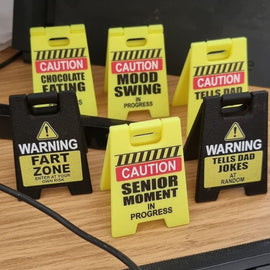 CAUTION
CHOCOLATE
EATING
CAUTION
MOOD
SWING
IN
PROGRESS
CAUTION
TELLS DAD
WARNING
FART
ZONE
ENTER AT YOUR
OWN RISK
CAUTION
SENIOR
MOMENT
IN
PROGRESS
WARNING
TELLS DAD
JOKES
AT
RANDOM